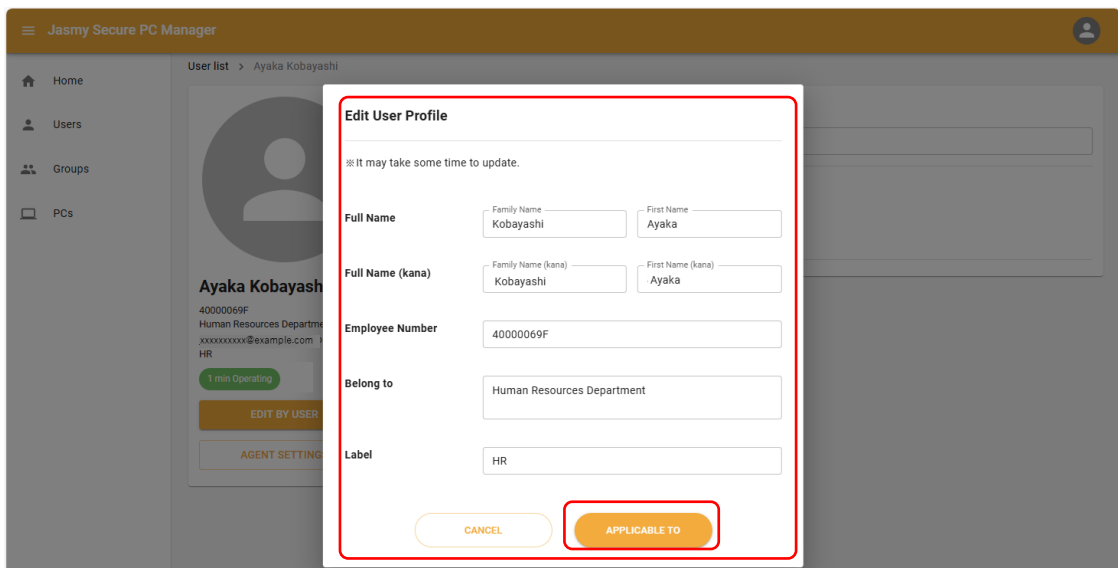 Jasmy Secure PC Manager
User list > Ayaka Kobayashi
Home
Users
Groups
PCs
Ayaka Kobayash
40000069F
Human Resources Departme
xxxxxxxxxx@example.com
HR
1 min Operating
EDIT BY USER
AGENT SETTING
Edit User Profile
※It may take some time to update.
Full Name
Family Name
Kobayashi
First Name
Ayaka
Full Name (kana)
Family Name (kana)
Kobayashi
First Name (kana)
Ayaka
Employee Number
40000069F
Belong to
Human Resources Department
Label
HR
CANCEL
APPLICABLE TO